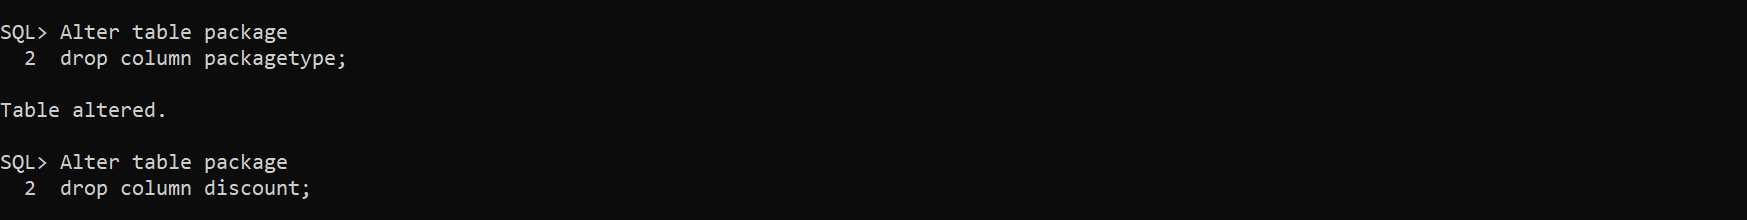 SQL> Alter table package
  2  drop column packagetype;
Table altered.
SQL> Alter table package
  2  drop column discount;